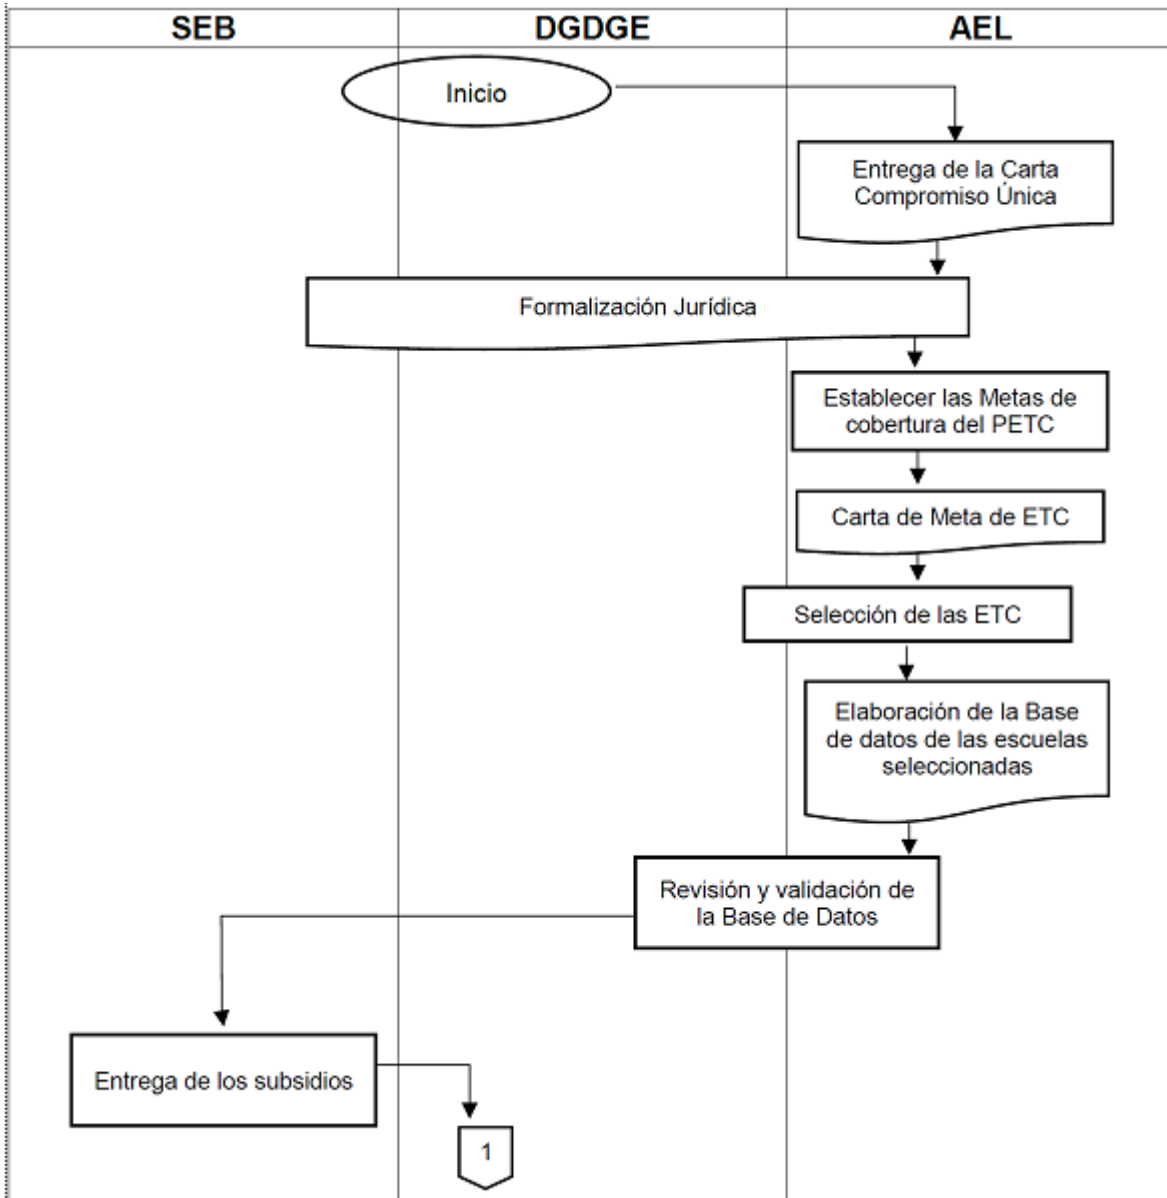 SEB
DGDGE
AEL
Inicio
Entrega de la Carta
Compromiso Única
Formalización Jurídica
Establecer las Metas de
cobertura del PETC
Carta de Meta de ETC
Selección de las ETC
Elaboración de la Base
de datos de las escuelas
seleccionadas
Revisión y validación de
la Base de Datos
Entrega de los subsidios
1